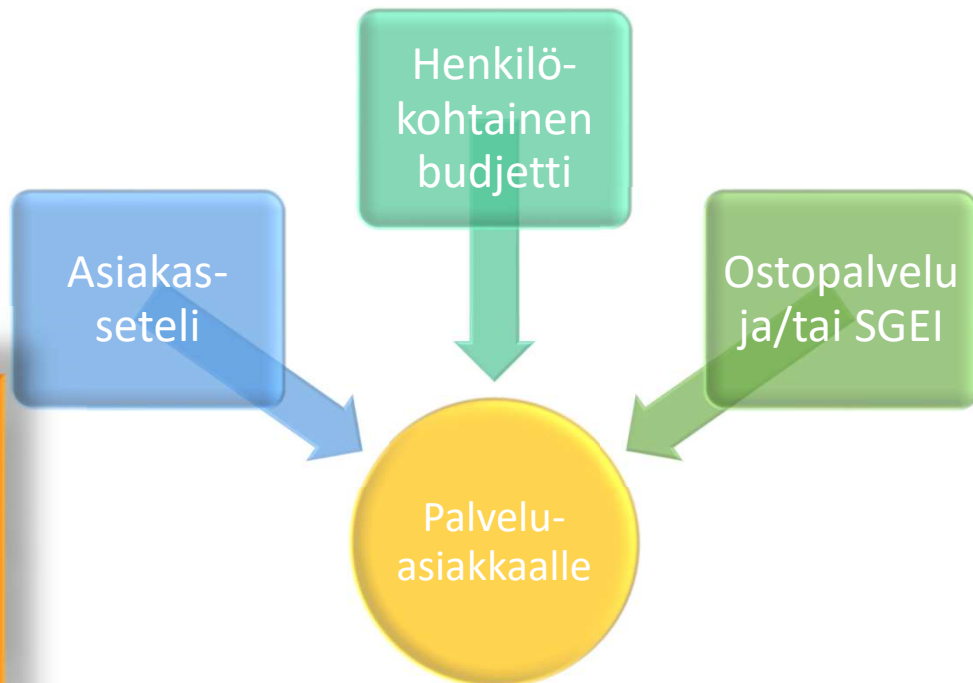 Henkilö-
kohtainen
budjetti
Asiakas-
seteli
Ostopalvelu
ja/tai SGEI
Palvelu-
asiakkaalle